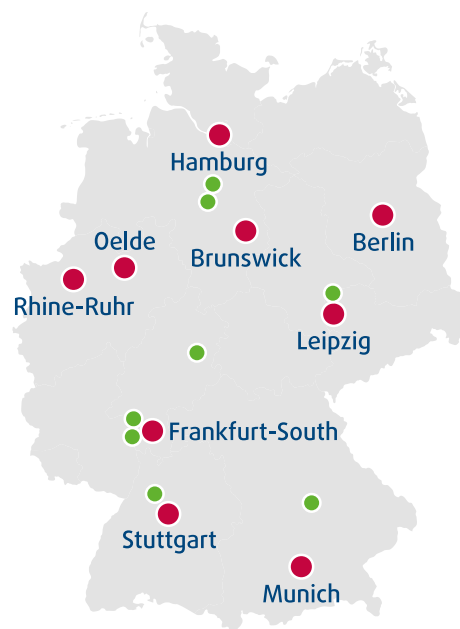 Hamburg
Oelde
Berlin
Brunswick
Rhine-Ruhr
Leipzig
Frankfurt-South
Stuttgart
Munich